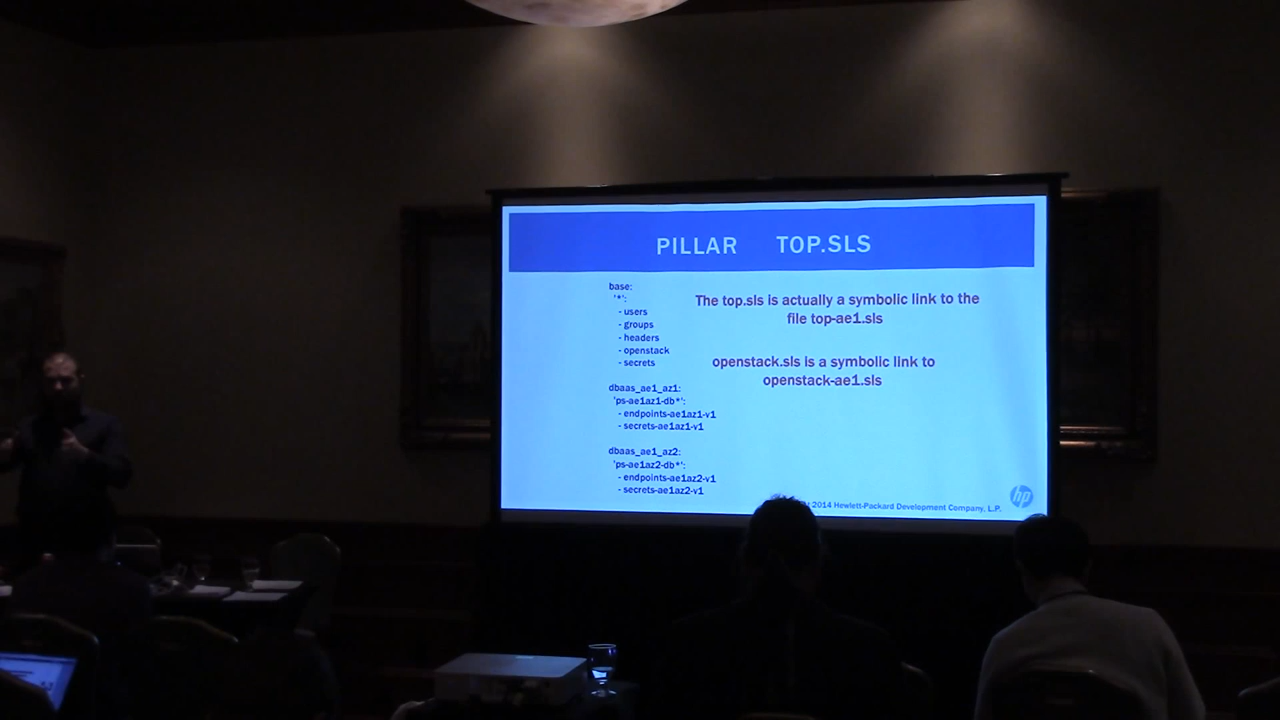 PILLAR TOP.SLS
base:
'*':
- users
- groups
- headers
- openstack
- secrets
dbaas_ae1_az1:
'ps-ae1az1-db*':
- endpoints-ae1az1-v1
- secrets-ae1az1-v1
dbaas_ae1_az2:
'ps-ae1az2-db*':
- endpoints-ae1az2-v1
- secrets-ae1az2-v1
The top.sls is actually a symbolic link to the
file top-ae1.sls
openstack.sls is a symbolic link to
openstack-ae1.sls
2014 Hewlett-Packard Development Company, L.P.
hp